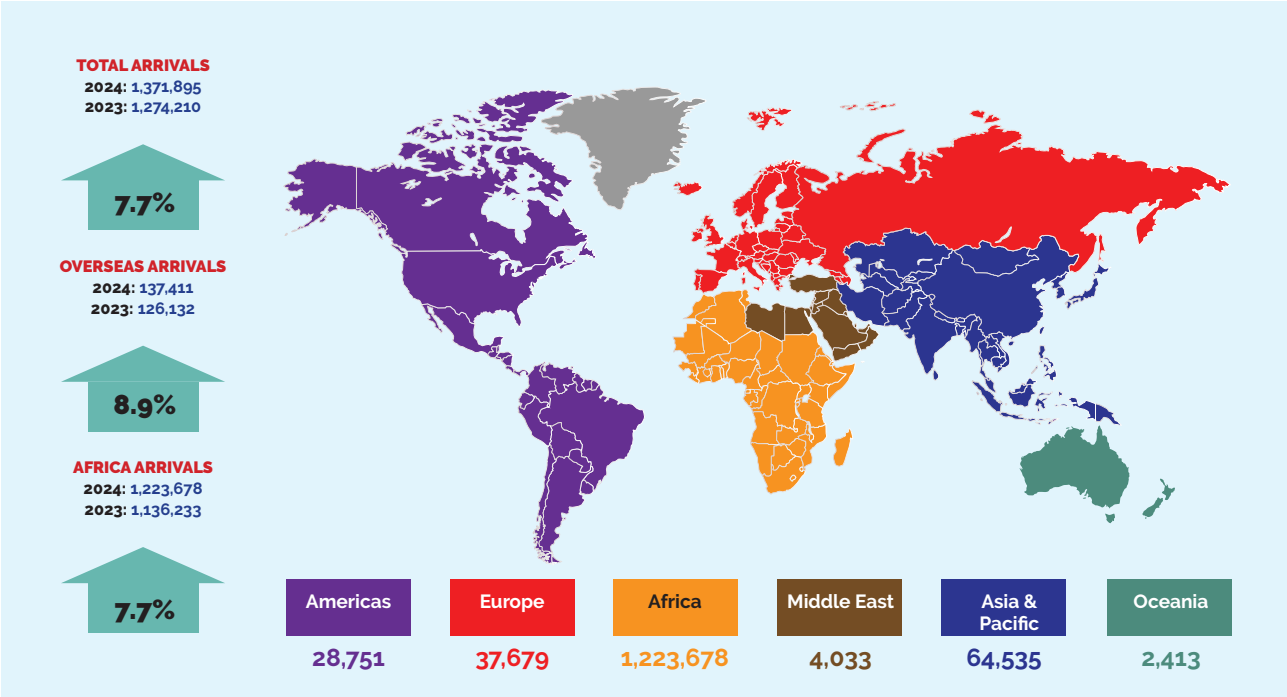 TOTAL ARRIVALS
2024: 1,371,895
2023: 1,274,210
7.7%
OVERSEAS ARRIVALS
2024: 137,411
2023: 126,132
8.9%
AFRICA ARRIVALS
2024: 1,223,678
2023: 1,136,233
7.7%
Americas
28,751
Europe
37,679
Africa
1,223,678
Middle East
4,033
Asia &
Pacific
64,535
Oceania
2,413